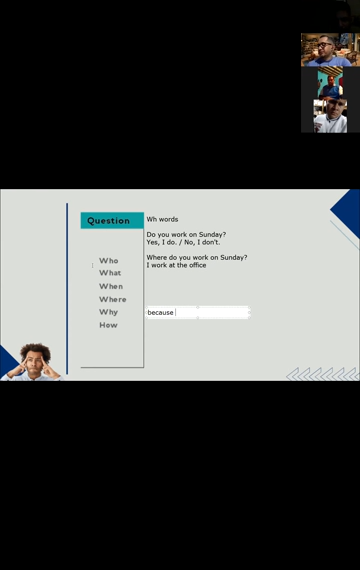 Question
Wh words
Do you work on Sunday?
Yes, I do. / No, I don't.
Where do you work on Sunday?
I work at the office
Who
What
When
Where
Why
because
How